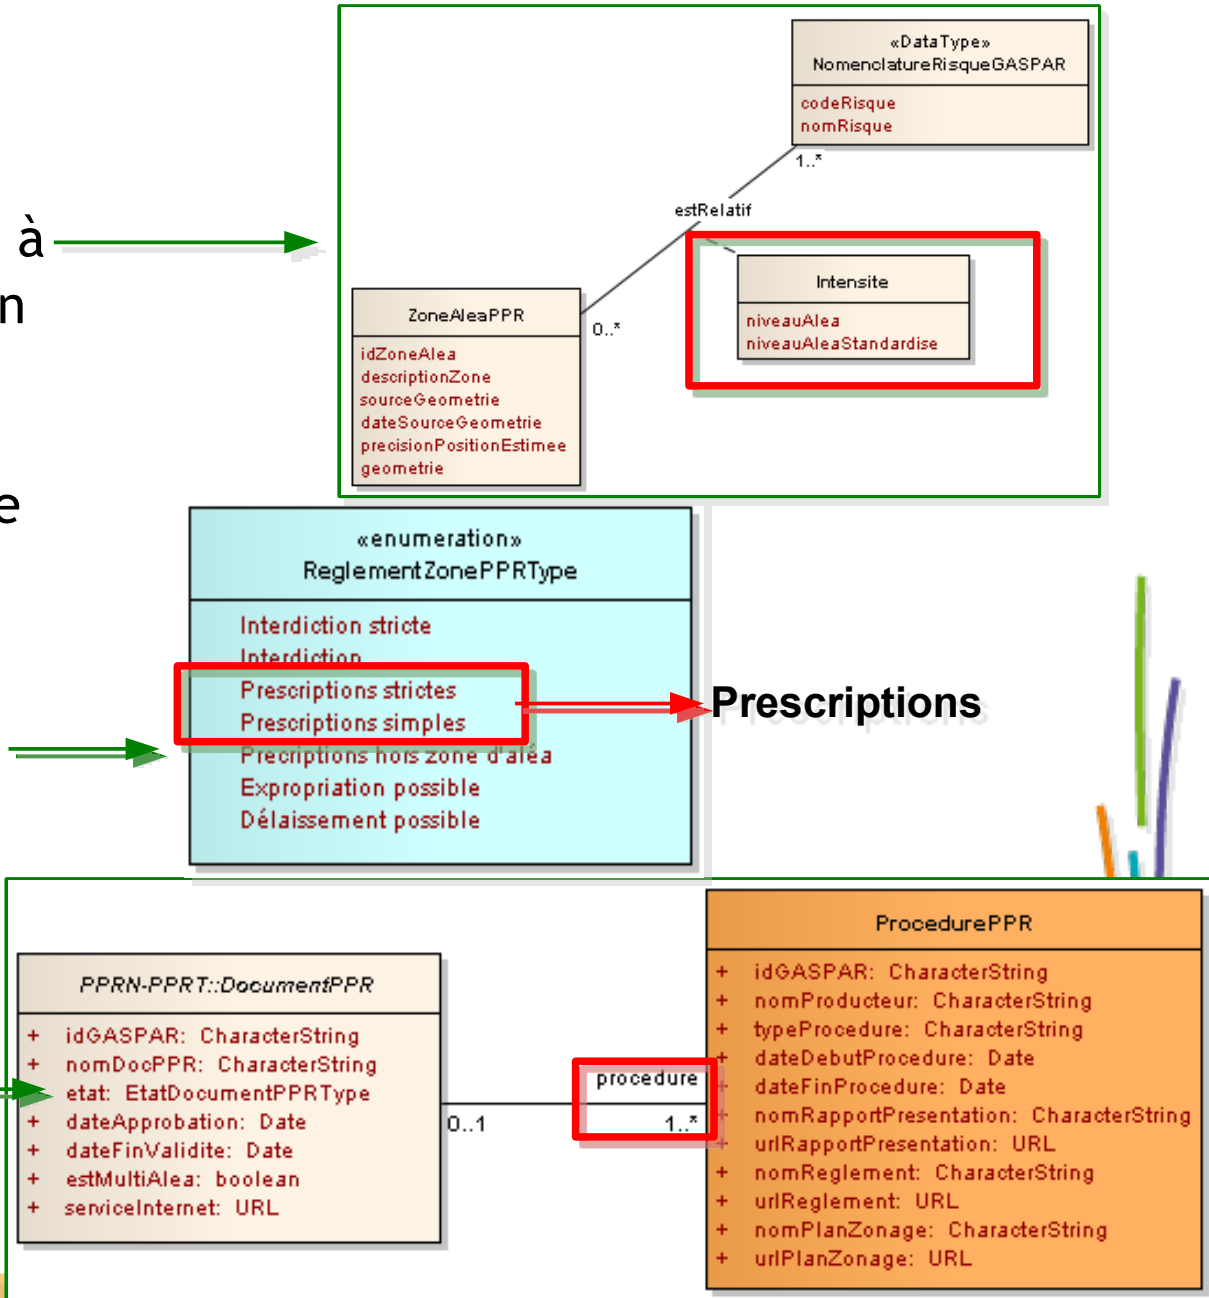 «DataType»
NomenclatureRisqueGASPAR
codeRisque
nomRisque
1..*
estRelatif
à
n
Intensite
niveauAlea
niveauAleaStandardise
ZoneAleaPPR
0..*
idZoneAlea
descriptionZone
sourceGeometrie
dateSourceGeometrie
precisionPositionEstimee
geometrie
e
«enumeration»
ReglementZonePPRType
Interdiction stricte
Interdiction
Prescriptions strictes
Prescriptions simples
Precriptions hors zone d'aléa
Expropriation possible
Délaissement possible
Prescriptions
PPRN-PPRT::DocumentPPR
+ idGASPAR: CharacterString
+ nomDocPPR: CharacterString
etat: EtatDocumentPPRType
+ dateApprobation: Date
+ dateFinValidite: Date
+ estMultiAlea: boolean
+ serviceInternet: URL
procedure
0..1
1..*
ProcedurePPR
+ idGASPAR: CharacterString
+ nomProducteur: CharacterString
+ typeProcedure: CharacterString
+ dateDebutProcedure: Date
+ dateFinProcedure: Date
+ nomRapportPresentation: CharacterString
+ urlRapportPresentation: URL
+ nomReglement: CharacterString
+ urlReglement: URL
+ nomPlanZonage: CharacterString
+ urlPlanZonage: URL